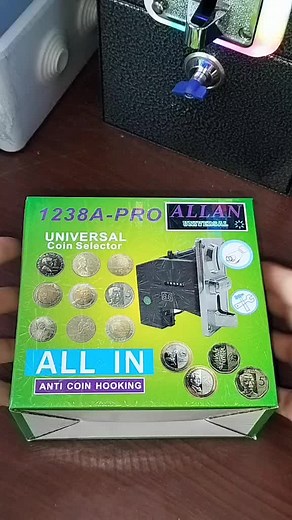 1238A-PRO
ALLAN
UNIVERSAL
UNIVERSAL
Coin Selector
ALL IN
ANTI COIN HOOKING